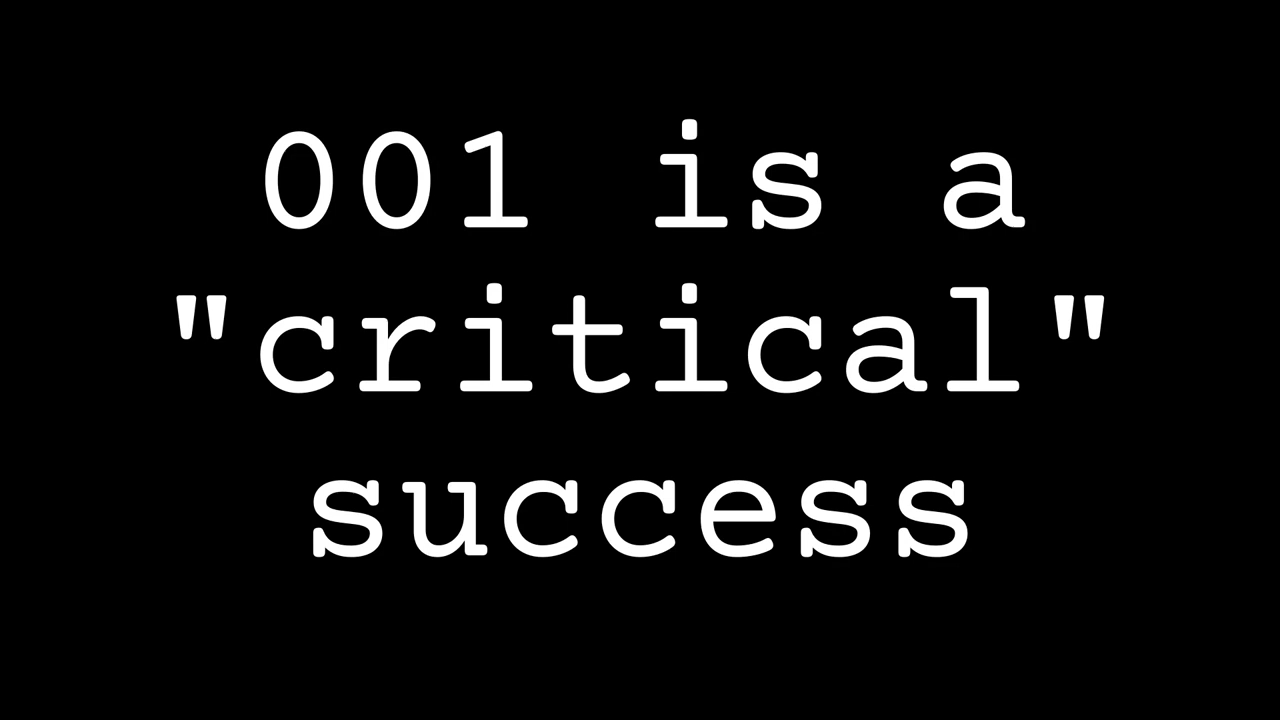 001 is a
"critical"
success